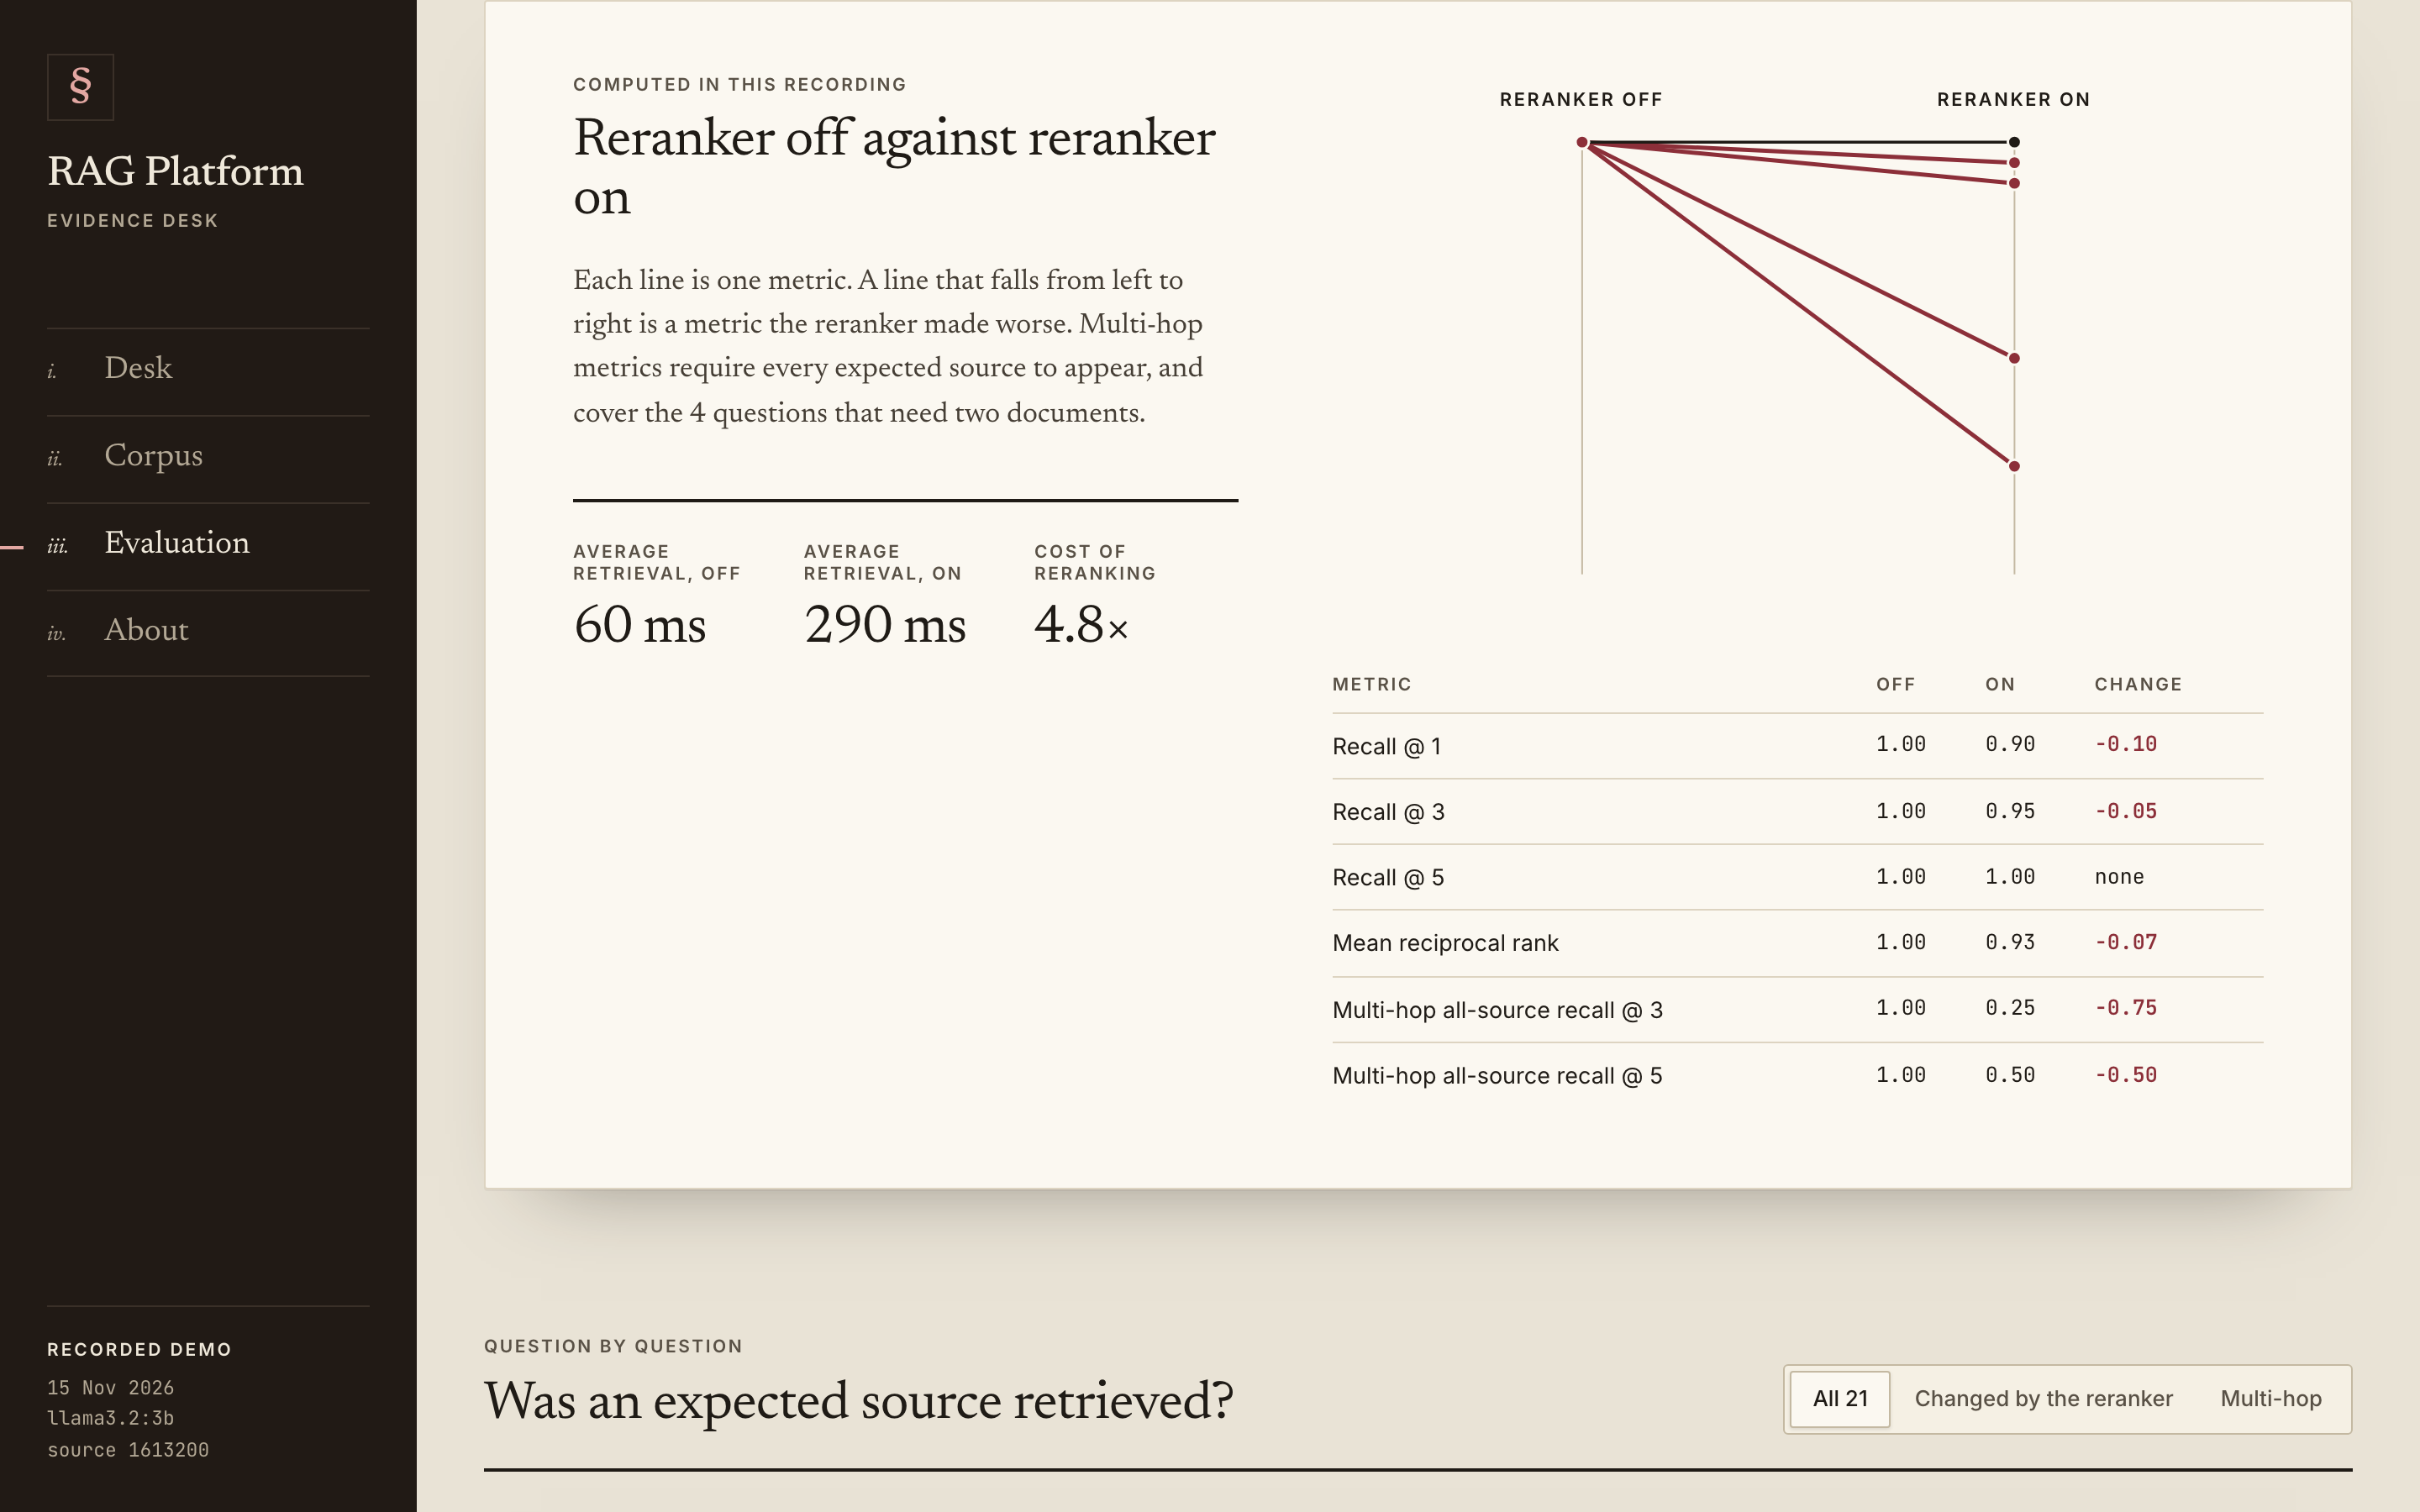 §
RAG Platform
EVIDENCE DESK
i. Desk
ii. Corpus
iii. Evaluation
iv. About
RECORDED DEMO
15 Nov 2026
llama3.2:3b
source 1613200
COMPUTED IN THIS RECORDING
Reranker off against reranker
on
Each line is one metric. A line that falls from left to
right is a metric the reranker made worse. Multi-hop
metrics require every expected source to appear, and
cover the 4 questions that need two documents.
AVERAGE
RETRIEVAL, OFF
60 ms
AVERAGE
RETRIEVAL, ON
290 ms
COST OF
RERANKING
4.8×
RERANKER OFF
RERANKER ON
METRIC OFF ON CHANGE
Recall @ 1 1.00 0.90 -0.10
Recall @ 3 1.00 0.95 -0.05
Recall @ 5 1.00 1.00 none
Mean reciprocal rank 1.00 0.93 -0.07
Multi-hop all-source recall @ 3 1.00 0.25 -0.75
Multi-hop all-source recall @ 5 1.00 0.50 -0.50
QUESTION BY QUESTION
Was an expected source retrieved?
All 21 Changed by the reranker Multi-hop